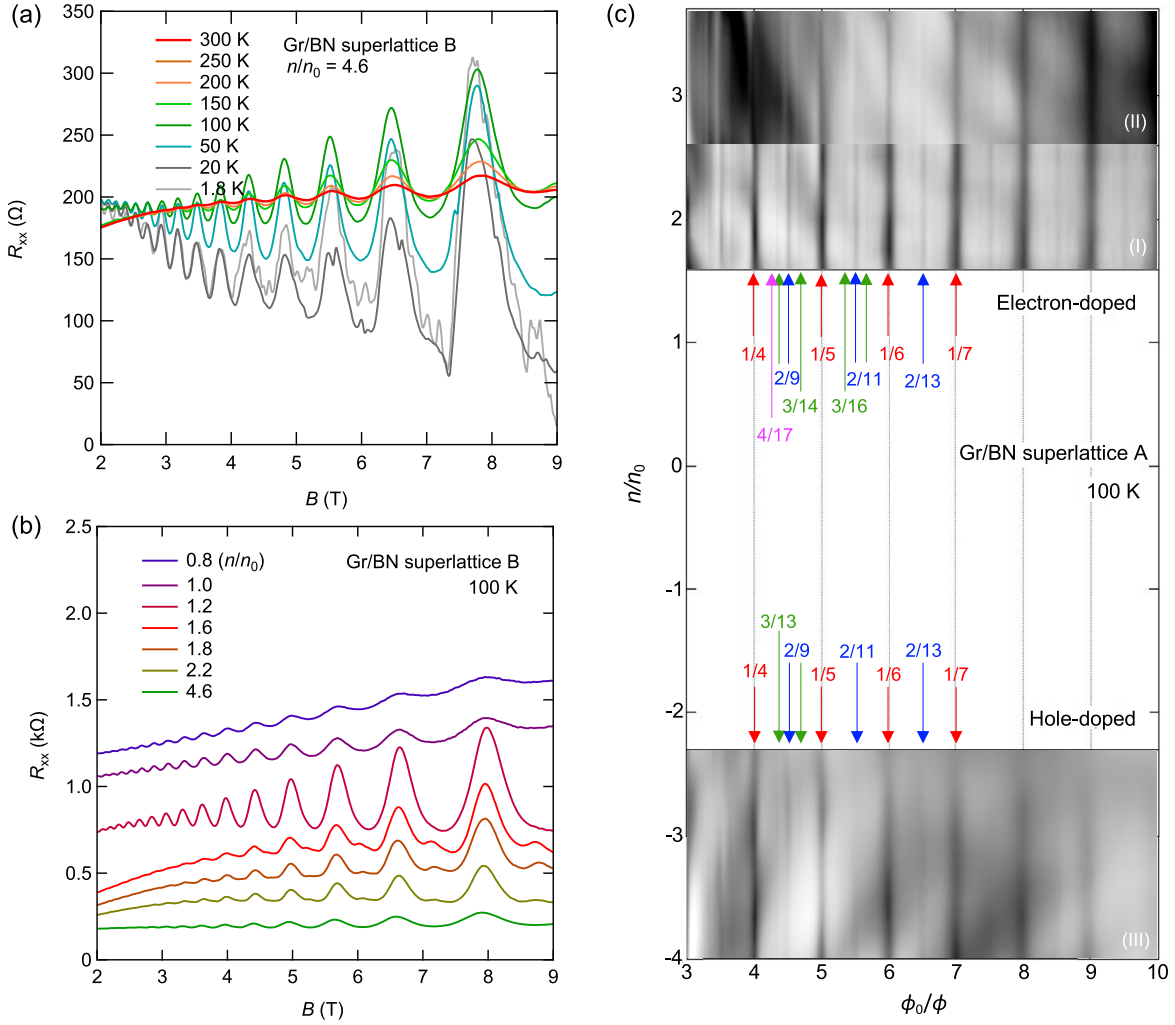 (a)
350
300
250
200
150
100
50
0
R_xx (Ω)
300 K
250 K
200 K
150 K
100 K
50 K
20 K
1.8 K
Gr/BN superlattice B
n/n₀ = 4.6
2 3 4 5 6 7 8 9
B (T)
(b)
2.5
2.0
1.5
1.0
0.5
0
R_xx (kΩ)
0.8 (n/n₀)
1.0
1.2
1.6
1.8
2.2
4.6
Gr/BN superlattice B
100 K
2 3 4 5 6 7 8 9
B (T)
(c)
3
2
1
0
-1
-2
-3
-4
n/n₀
(II)
(I)
Electron-doped
1/4 1/5 1/6 1/7
2/9 2/11 2/13
3/14 3/16
4/17
Gr/BN superlattice A
100 K
3/13
2/9 2/11 2/13
1/4 1/5 1/6 1/7
Hole-doped
(III)
3 4 5 6 7 8 9 10
ϕ₀/ϕ